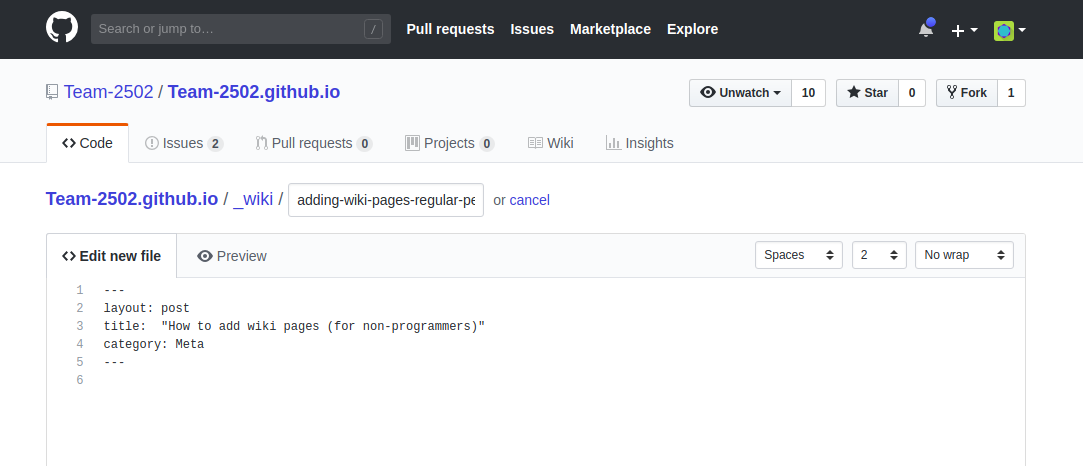 Search or jump to… / Pull requests Issues Marketplace Explore
Team-2502 / Team-2502.github.io Unwatch 10 Star 0 Fork 1
Code Issues 2 Pull requests 0 Projects 0 Wiki Insights
Team-2502.github.io / _wiki / adding-wiki-pages-regular-pe or cancel
Edit new file Preview Spaces 2 No wrap
1 ---
2 layout: post
3 title:  "How to add wiki pages (for non-programmers)"
4 category: Meta
5 ---
6